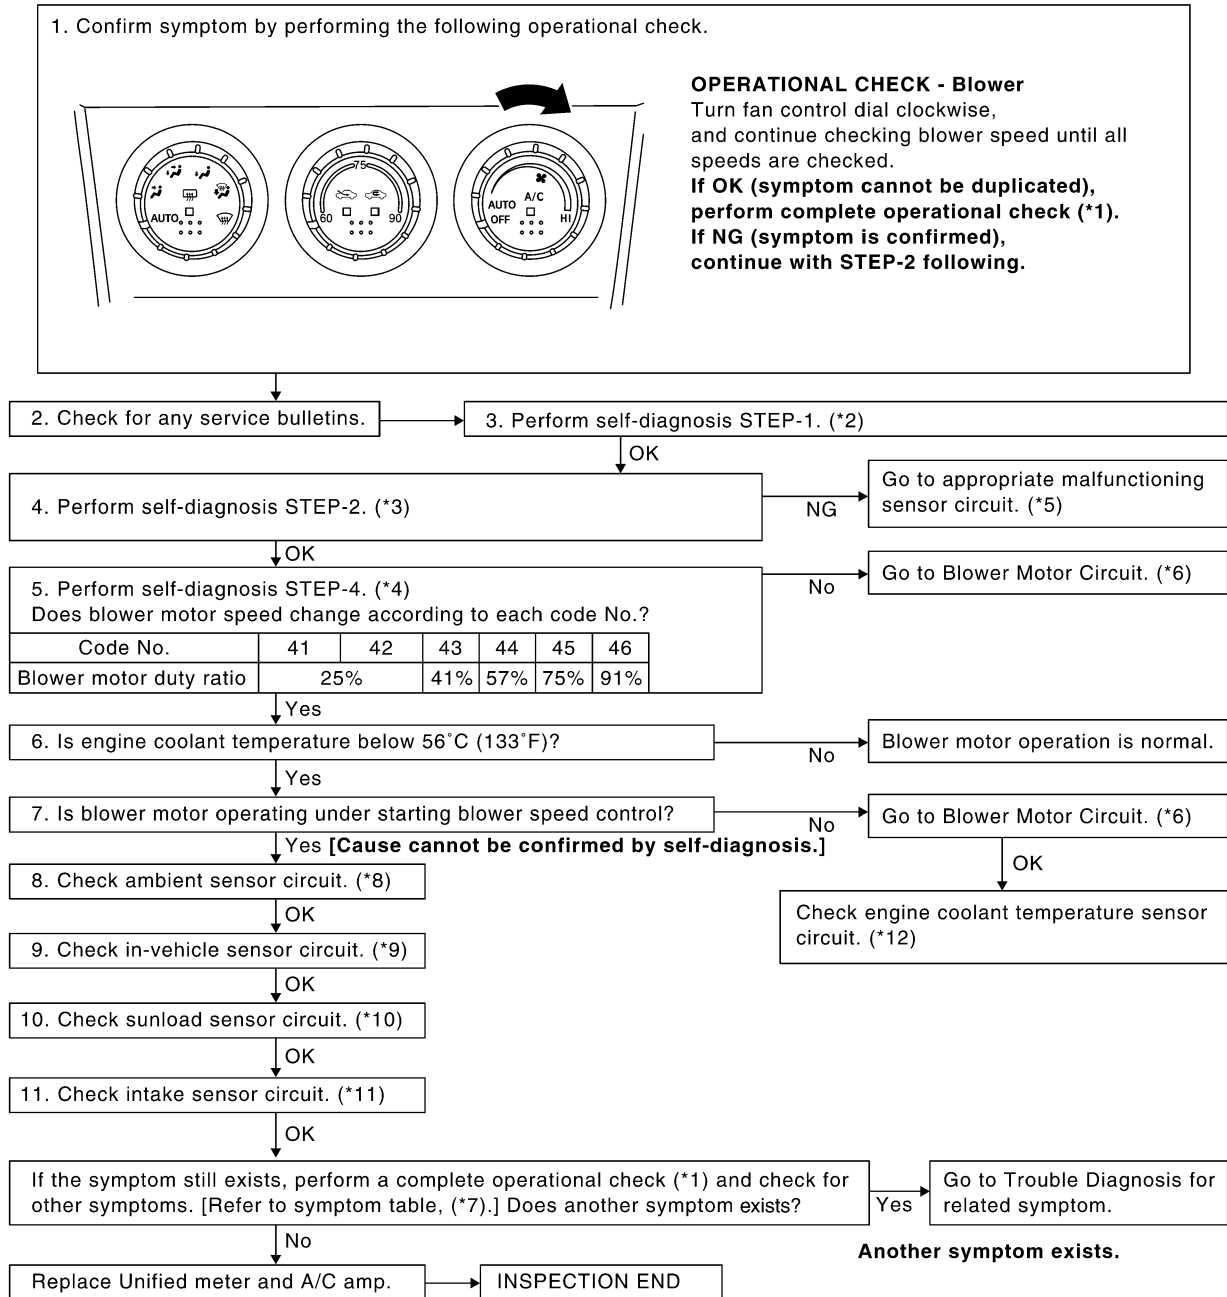 1. Confirm symptom by performing the following operational check.
OPERATIONAL CHECK - Blower
Turn fan control dial clockwise,
and continue checking blower speed until all
speeds are checked.
If OK (symptom cannot be duplicated),
perform complete operational check (*1).
If NG (symptom is confirmed),
continue with STEP-2 following.
AUTO
75
60
90
A/C
AUTO
OFF
HI
2. Check for any service bulletins.
3. Perform self-diagnosis STEP-1. (*2)
OK
4. Perform self-diagnosis STEP-2. (*3)
NG
Go to appropriate malfunctioning
sensor circuit. (*5)
OK
5. Perform self-diagnosis STEP-4. (*4)
Does blower motor speed change according to each code No.?
Code No. 41 42 43 44 45 46
Blower motor duty ratio 25% 41% 57% 75% 91%
No
Go to Blower Motor Circuit. (*6)
Yes
6. Is engine coolant temperature below 56˚C (133˚F)?
No
Blower motor operation is normal.
Yes
7. Is blower motor operating under starting blower speed control?
No
Go to Blower Motor Circuit. (*6)
OK
Check engine coolant temperature sensor
circuit. (*12)
Yes [Cause cannot be confirmed by self-diagnosis.]
8. Check ambient sensor circuit. (*8)
OK
9. Check in-vehicle sensor circuit. (*9)
OK
10. Check sunload sensor circuit. (*10)
OK
11. Check intake sensor circuit. (*11)
OK
If the symptom still exists, perform a complete operational check (*1) and check for
other symptoms. [Refer to symptom table, (*7).] Does another symptom exists?
Yes
Go to Trouble Diagnosis for
related symptom.
Another symptom exists.
No
Replace Unified meter and A/C amp.
INSPECTION END